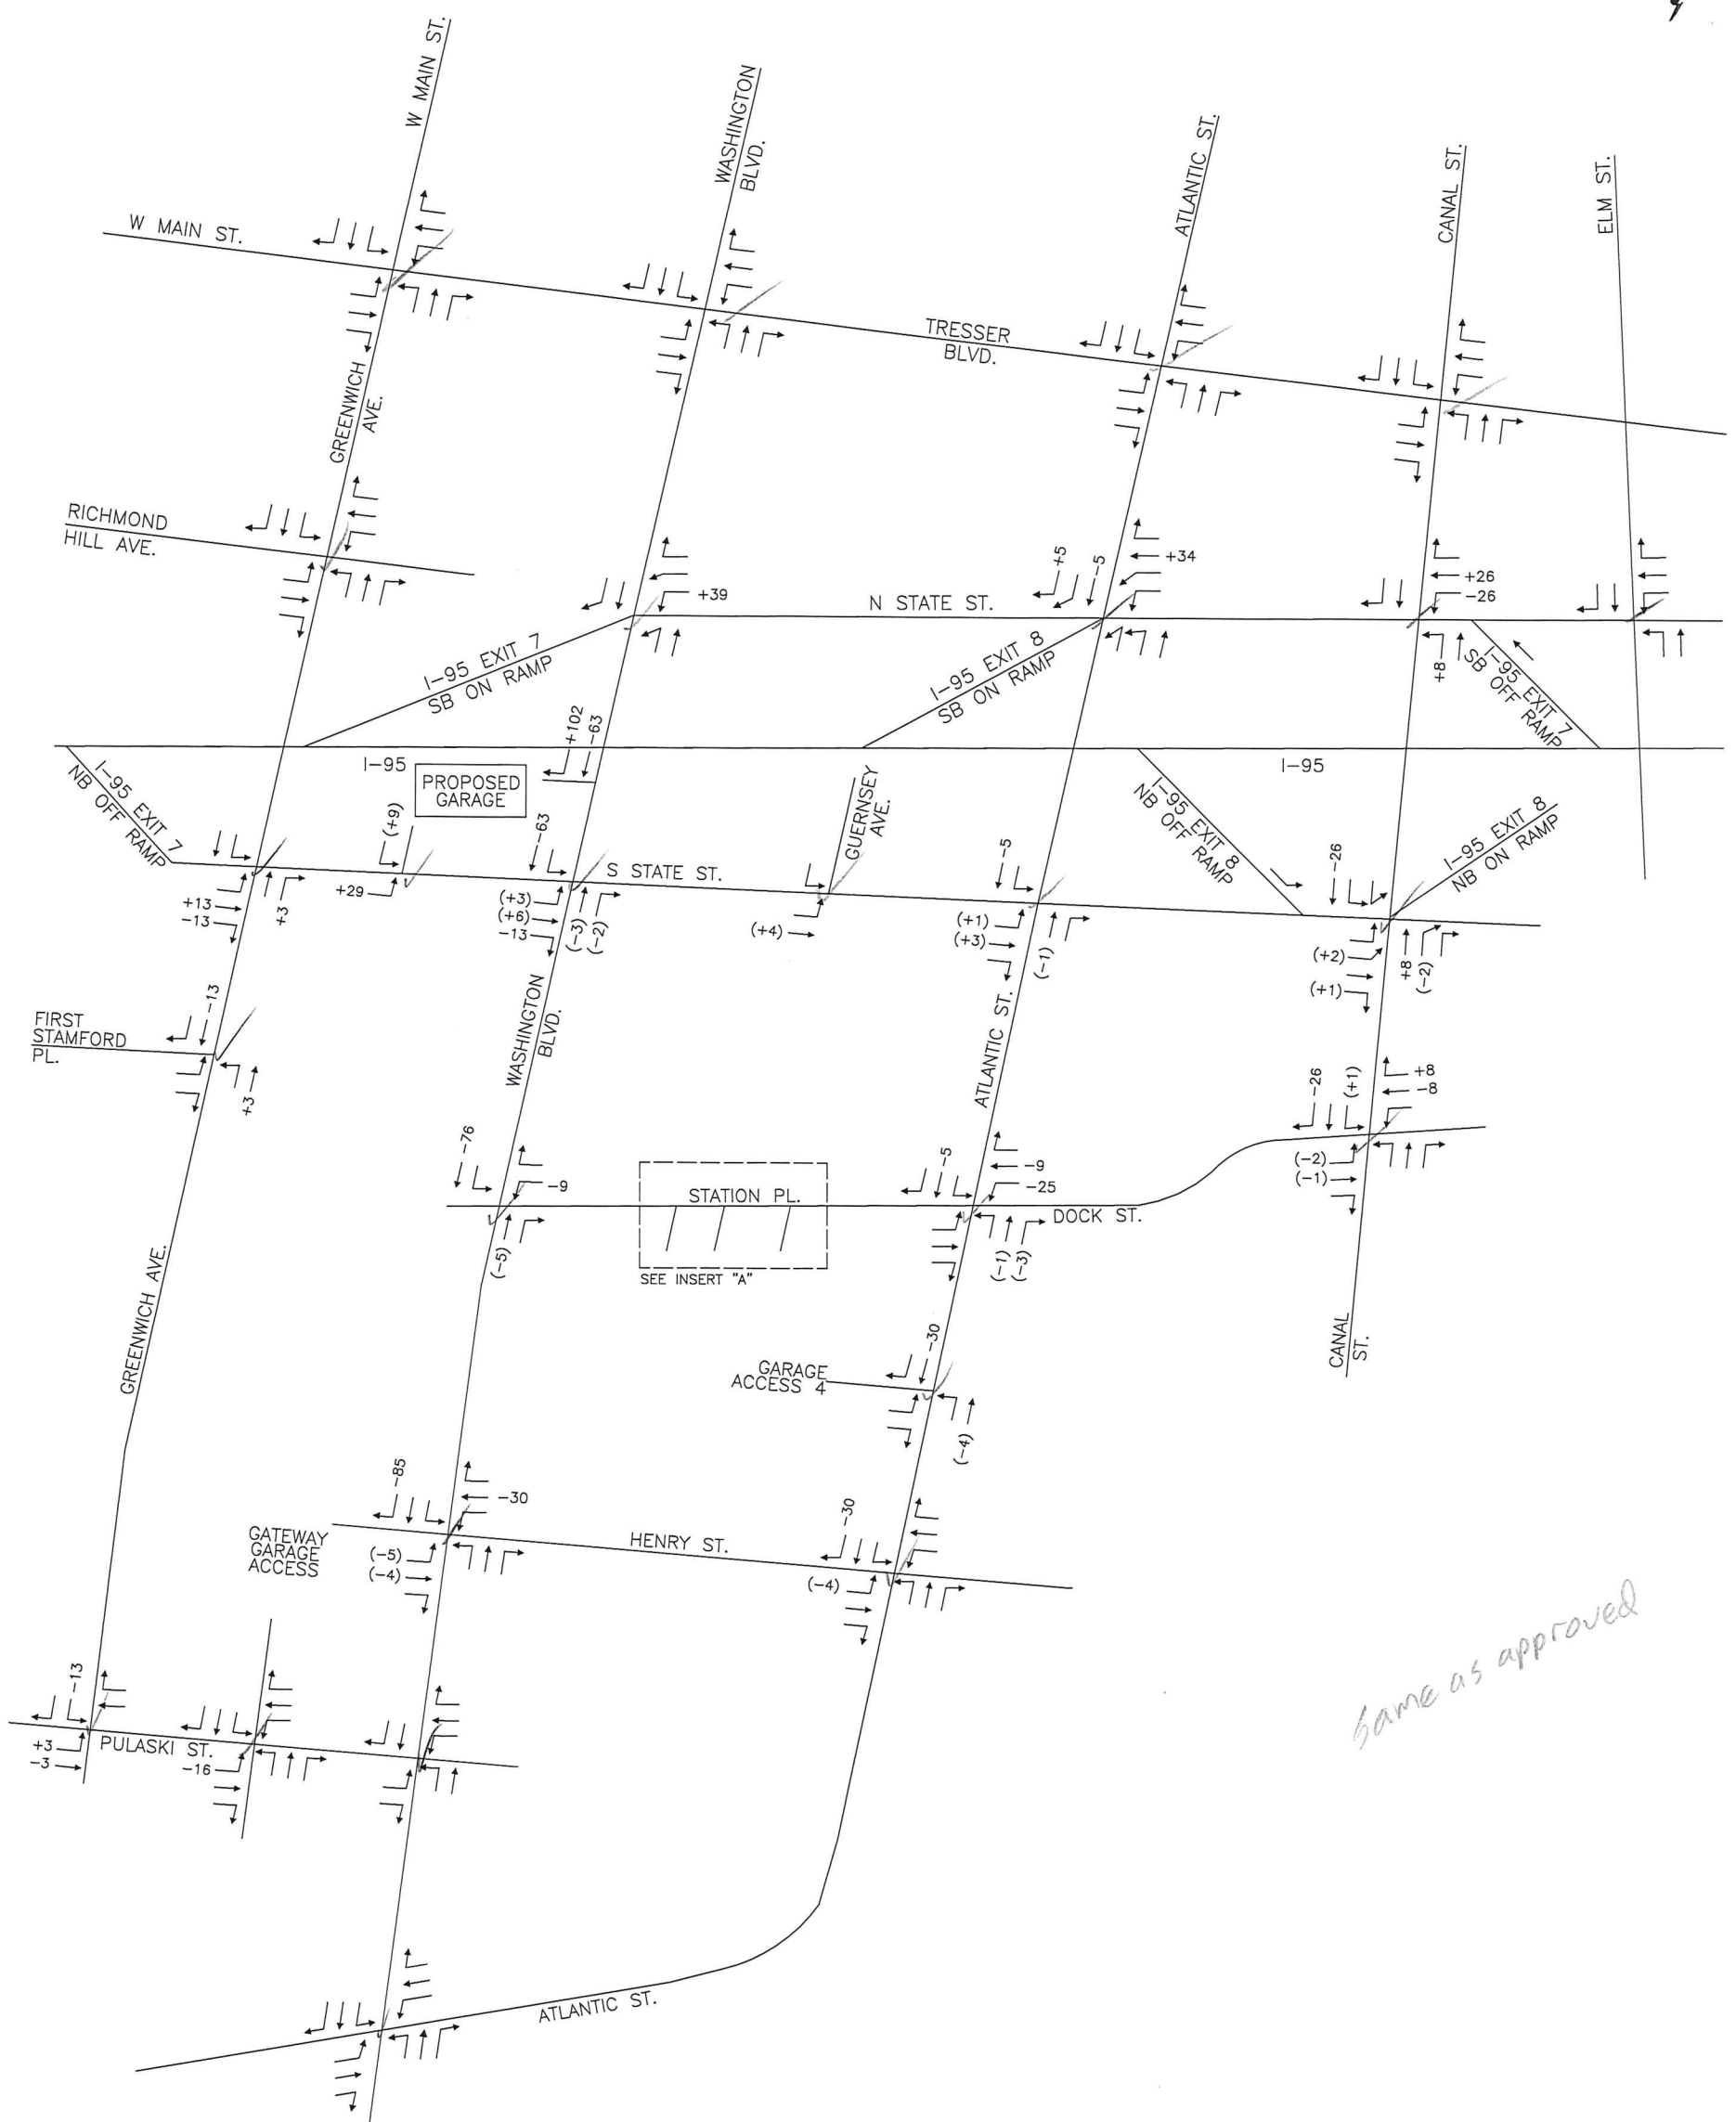 W MAIN ST.
WASHINGTON
BLVD.
ATLANTIC ST.
CANAL ST.
ELM ST.
W MAIN ST.
TRESSER
BLVD.
GREENWICH
AVE.
RICHMOND
HILL AVE.
+5
-5
+34
+39
N STATE ST.
+26
-26
+8
I-95 EXIT 7
SB ON RAMP
I-95 EXIT 8
SB ON RAMP
I-95 EXIT 7
SB OFF RAMP
+102
-63
I-95
I-95
PROPOSED
GARAGE
I-95 EXIT 7
NB OFF RAMP
(+9)
-63
GUERNSEY
AVE.
-5
I-95 EXIT 8
NB OFF RAMP
-26
I-95 EXIT 8
NB ON RAMP
S STATE ST.
+13
-13
+3
+29
(+3)
(+6)
-13
(-3)
(-2)
(+4)
(+1)
(+3)
(-1)
(+2)
(+1)
+8
(-2)
FIRST
STAMFORD
PL.
-13
+3
WASHINGTON
BLVD.
ATLANTIC ST.
-26
(+1)
+8
-8
(-2)
(-1)
-76
-9
(-5)
STATION PL.
SEE INSERT "A"
-5
-9
-25
DOCK ST.
(-1)
(-3)
GREENWICH AVE.
CANAL
ST.
GARAGE
ACCESS 4
-30
(-4)
-85
-30
GATEWAY
GARAGE
ACCESS
(-5)
(-4)
HENRY ST.
-30
(-4)
-13
+3
-3
PULASKI ST.
-16
Same as approved
ATLANTIC ST.